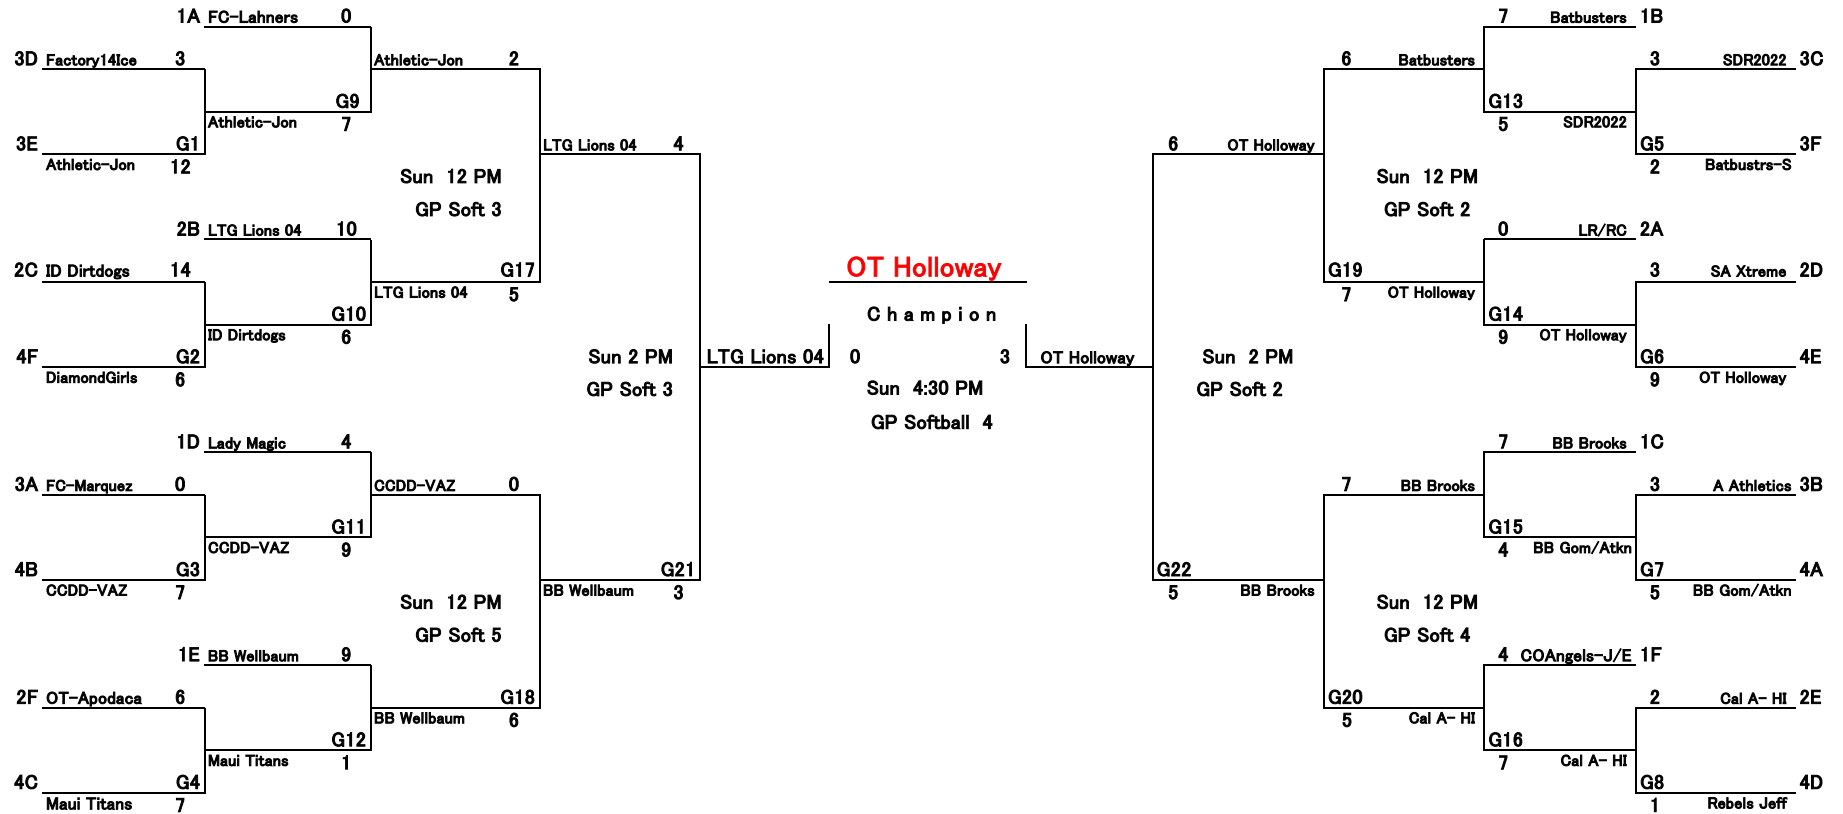 1A FC-Lahners 0 7 Batbusters 1B
3D Factory14Ice 3 Athletic-Jon 2 6 Batbusters 3 SDR2022 3C
G9 G13
Athletic-Jon 7 5 SDR2022
3E G1 LTG Lions 04 4 6 OT Holloway G5 3F
Athletic-Jon 12 2 Batbustrs-S
Sun 12 PM Sun 12 PM
GP Soft 3 GP Soft 2
2B LTG Lions 04 10 0 LR/RC 2A
2C ID Dirtdogs 14 G17 OT Holloway G19 3 SA Xtreme 2D
LTG Lions 04 5 7 OT Holloway
G10 Champion G14
ID Dirtdogs 6 9 OT Holloway
4F G2 Sun 2 PM LTG Lions 04 0 3 OT Holloway Sun 2 PM G6 4E
DiamondGirls 6 9 OT Holloway
GP Soft 3 Sun 4:30 PM GP Soft 2
GP Softball 4
1D Lady Magic 4 7 BB Brooks 1C
3A FC-Marquez 0 CCDD-VAZ 0 7 BB Brooks 3 A Athletics 3B
G11 G15
CCDD-VAZ 9 4 BB Gom/Atkn
4B G3 G21 G22 G7 4A
CCDD-VAZ 7 BB Wellbaum 3 5 BB Brooks 5 BB Gom/Atkn
Sun 12 PM Sun 12 PM
GP Soft 5 GP Soft 4
1E BB Wellbaum 9 4 COAngels-J/E 1F
2F OT-Apodaca 6 G18 G20 2 Cal A- HI 2E
BB Wellbaum 6 5 Cal A- HI
G12 G16
Maui Titans 1 7 Cal A- HI
4C G4 G8 4D
Maui Titans 7 1 Rebels Jeff